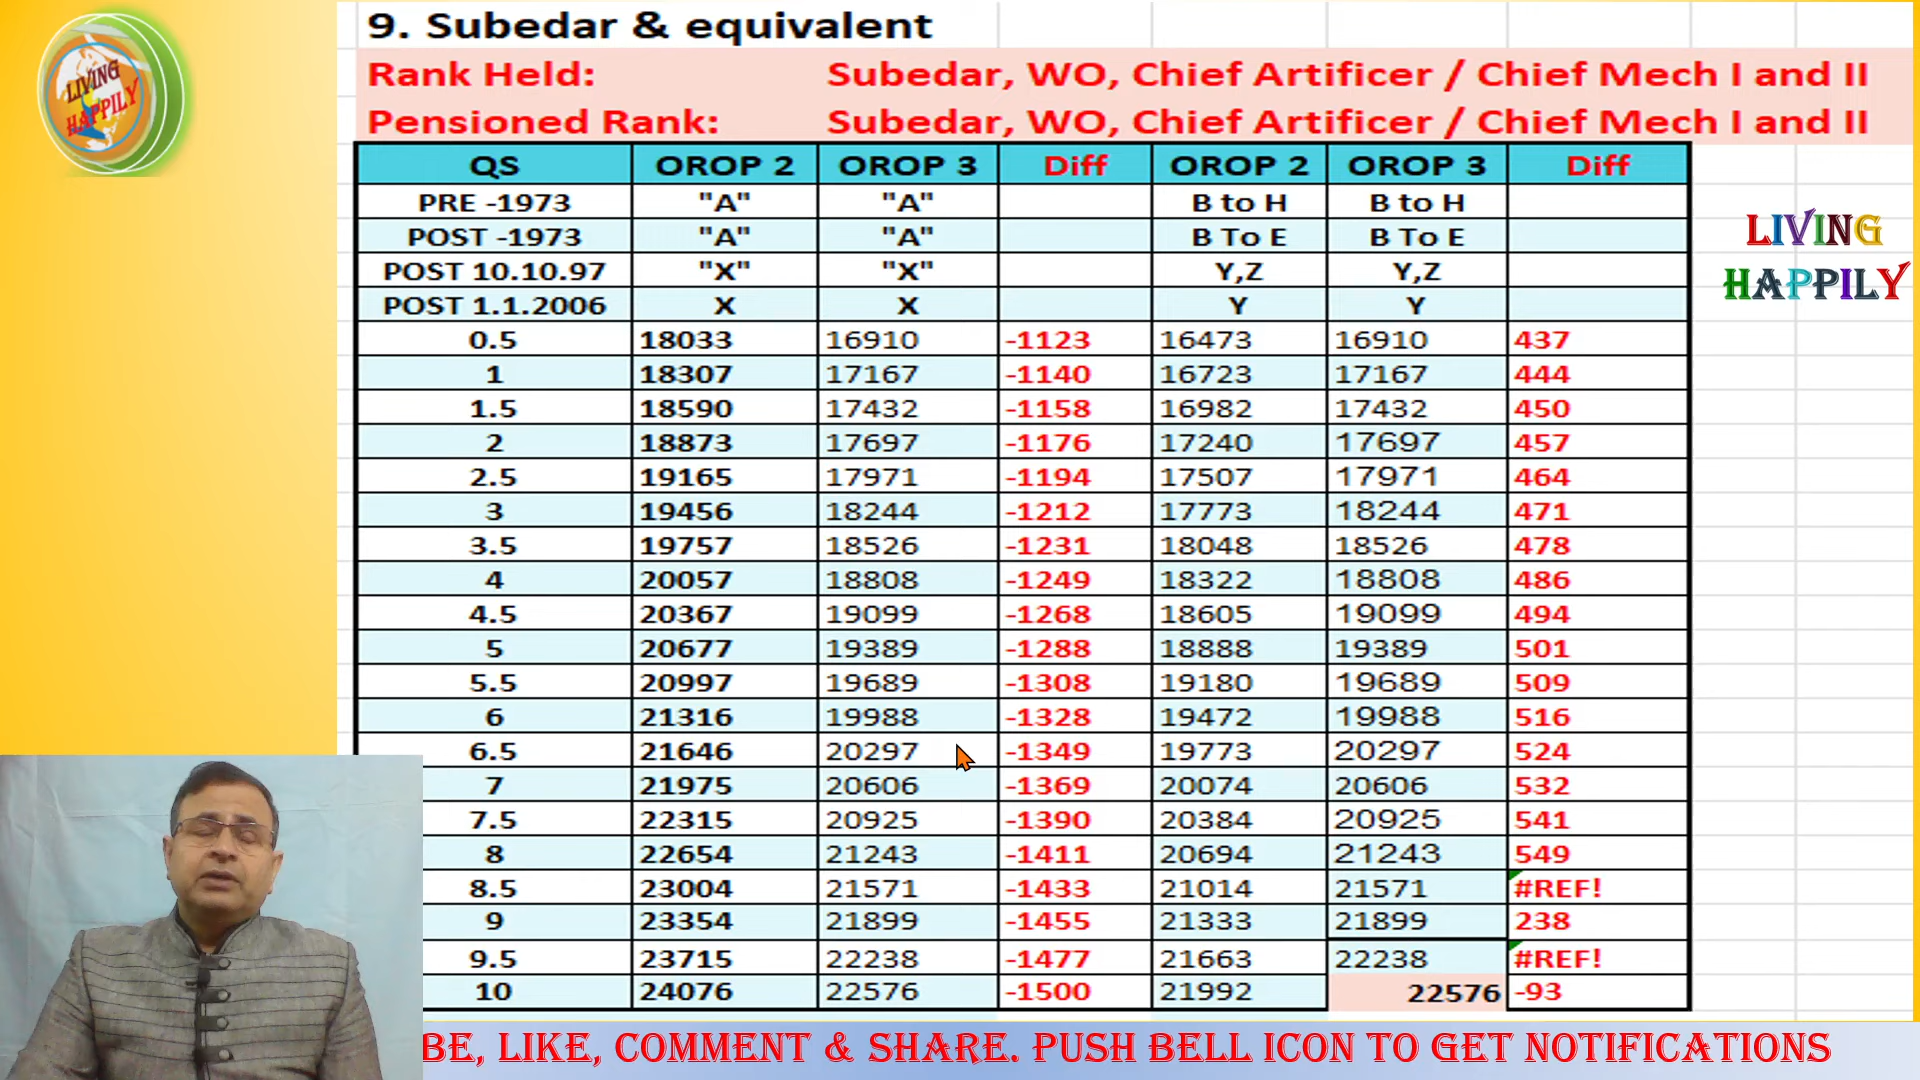 LIVING
HAPPILY
9. Subedar & equivalent
Rank Held: Subedar, WO, Chief Artificer / Chief Mech I and II
Pensioned Rank: Subedar, WO, Chief Artificer / Chief Mech I and II
QS OROP 2 OROP 3 Diff OROP 2 OROP 3 Diff
PRE -1973 "A" "A" B to H B to H
POST -1973 "A" "A" B To E B To E
POST 10.10.97 "X" "X" Y,Z Y,Z
POST 1.1.2006 X X Y Y
0.5 18033 16910 -1123 16473 16910 437
1 18307 17167 -1140 16723 17167 444
1.5 18590 17432 -1158 16982 17432 450
2 18873 17697 -1176 17240 17697 457
2.5 19165 17971 -1194 17507 17971 464
3 19456 18244 -1212 17773 18244 471
3.5 19757 18526 -1231 18048 18526 478
4 20057 18808 -1249 18322 18808 486
4.5 20367 19099 -1268 18605 19099 494
5 20677 19389 -1288 18888 19389 501
5.5 20997 19689 -1308 19180 19689 509
6 21316 19988 -1328 19472 19988 516
6.5 21646 20297 -1349 19773 20297 524
7 21975 20606 -1369 20074 20606 532
7.5 22315 20925 -1390 20384 20925 541
8 22654 21243 -1411 20694 21243 549
8.5 23004 21571 -1433 21014 21571 #REF!
9 23354 21899 -1455 21333 21899 238
9.5 23715 22238 -1477 21663 22238 #REF!
10 24076 22576 -1500 21992 22576 -93
LIVING
HAPPILY
BE, LIKE, COMMENT & SHARE. PUSH BELL ICON TO GET NOTIFICATIONS